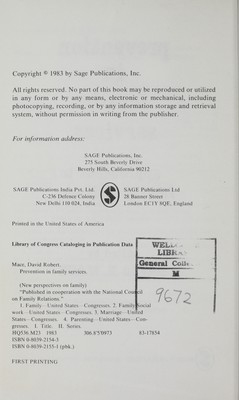 Copyright © 1983 by Sage Publications, Inc.
All rights reserved. No part of this book may be reproduced or utilized
in any form or by any means, electronic or mechanical, including
photocopying, recording, or by any information storage and retrieval
system, without permission in writing from the publisher.
For information address:
SAGE Publications, Inc.
275 South Beverly Drive
Beverly Hills, California 90212
SAGE Publications India Pvt. Ltd.
C-236 Defence Colony
New Delhi 110 024, India
S
SAGE Publications Ltd
28 Banner Street
London EC1Y 8QE, England
Printed in the United States of America
Library of Congress Cataloging in Publication Data
LIBRA
General Colle
M
9672
Mace, David Robert.
Prevention in family services.
(New perspectives on family)
"Published in cooperation with the National Council
on Family Relations."
1. Family—United States—Congresses. 2. Family social
work—United States—Congresses. 3. Marriage—United
States—Congresses. 4. Parenting—United States—Con-
gresses. I. Title. II. Series.
HQ536.M23 1983 306.8'5'0973 83-17854
ISBN 0-8039-2154-3
ISBN 0-8039-2155-1 (pbk.)
FIRST PRINTING